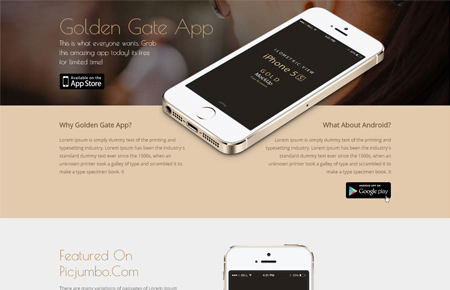 Golden Gate App
This is what everyone wants. Grab
this amazing app today! its free
for limited time!
Available on the
App Store
ISOMETRIC VIEW
iPhone 5S
GOLD
MockUp
Why Golden Gate App?
Lorem ipsum is simply dummy text of the printing and
typesetting industry. Lorem Ipsum has been the industry's
standard dummy text ever since the 1500s, when an
unknown printer took a galley of type and scrambled it to
make a type specimen book.
What About Android?
Lorem ipsum is simply dummy text of the printing and
typesetting industry. Lorem Ipsum has been the industry's
standard dummy text ever since the 1500s, when an
unknown printer took a galley of type and scrambled it to
make a type specimen book.
ANDROID APP ON
Google play
Featured On
Picjumbo.Com
There are many variations of passages of Lorem Ipsum
4:21 PM